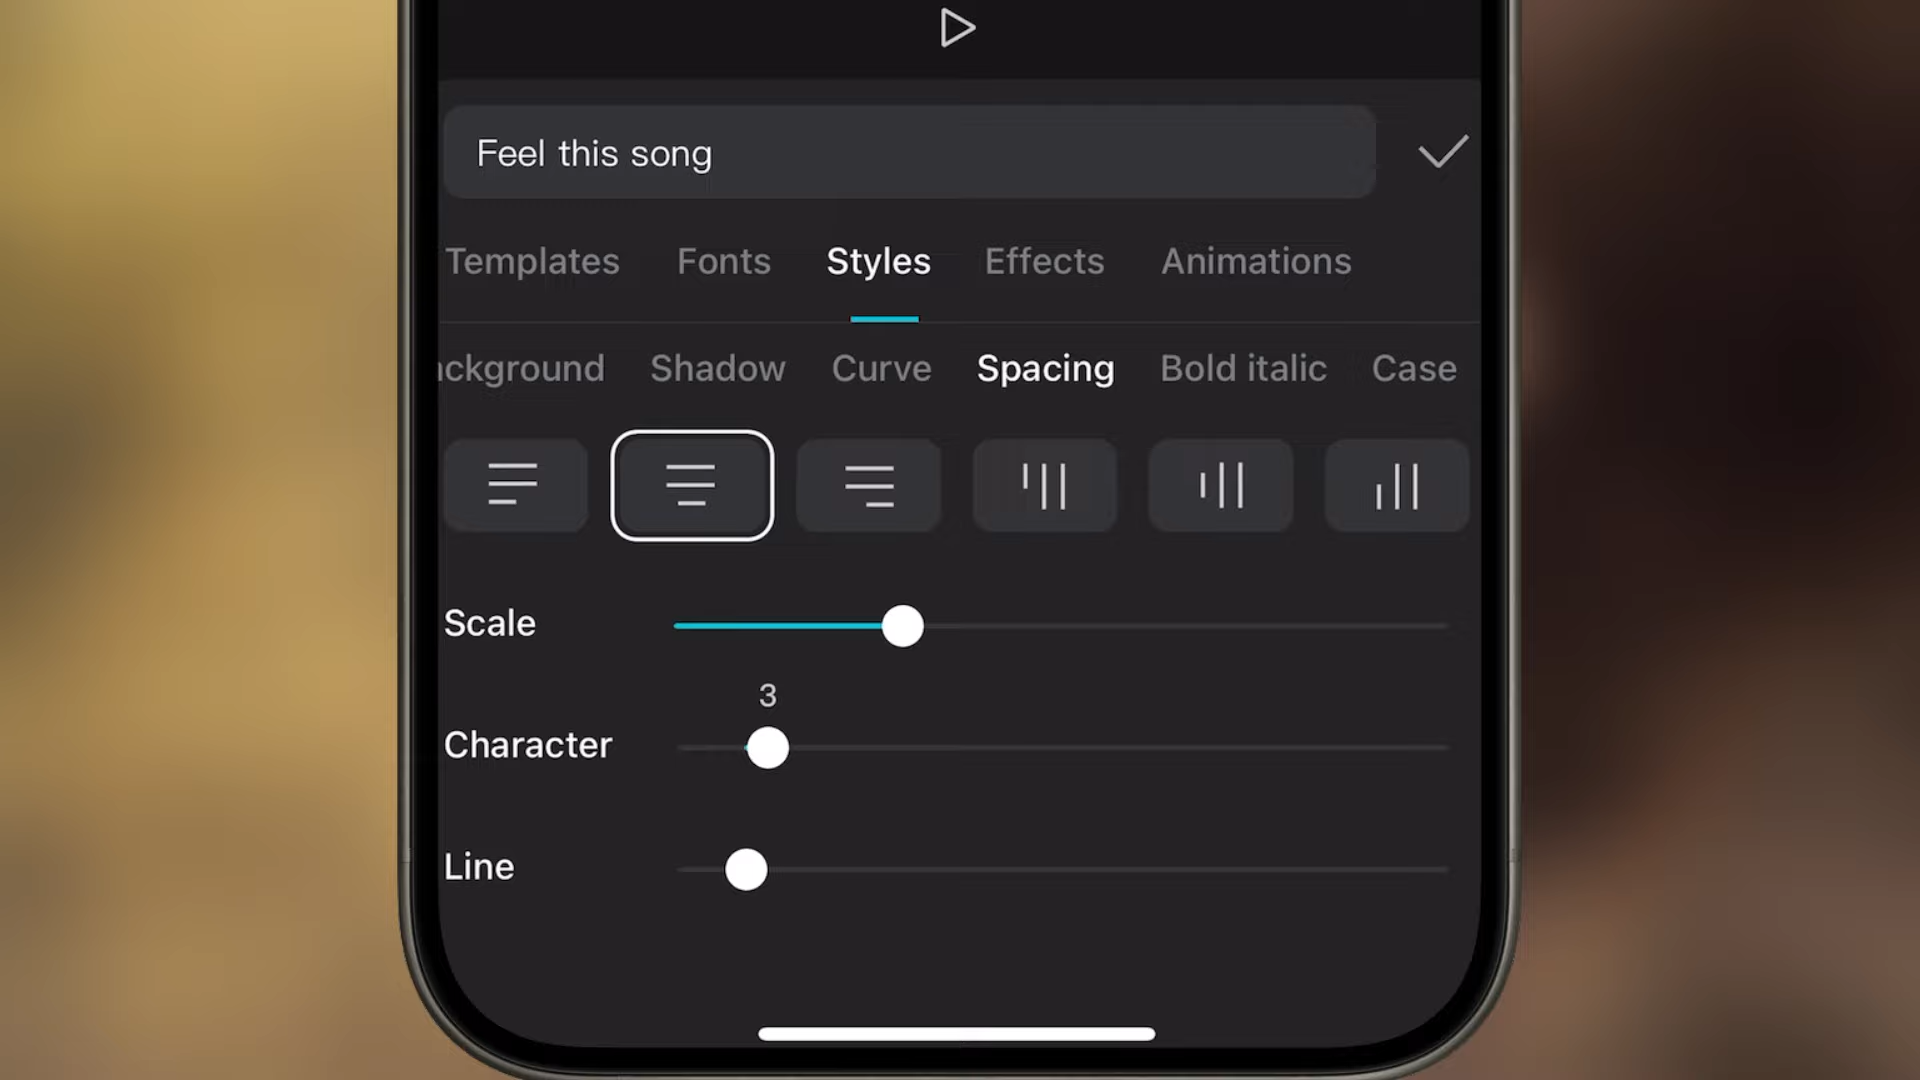 Feel this song
Templates Fonts Styles Effects Animations
ckground Shadow Curve Spacing Bold italic Case
Scale
3
Character
Line